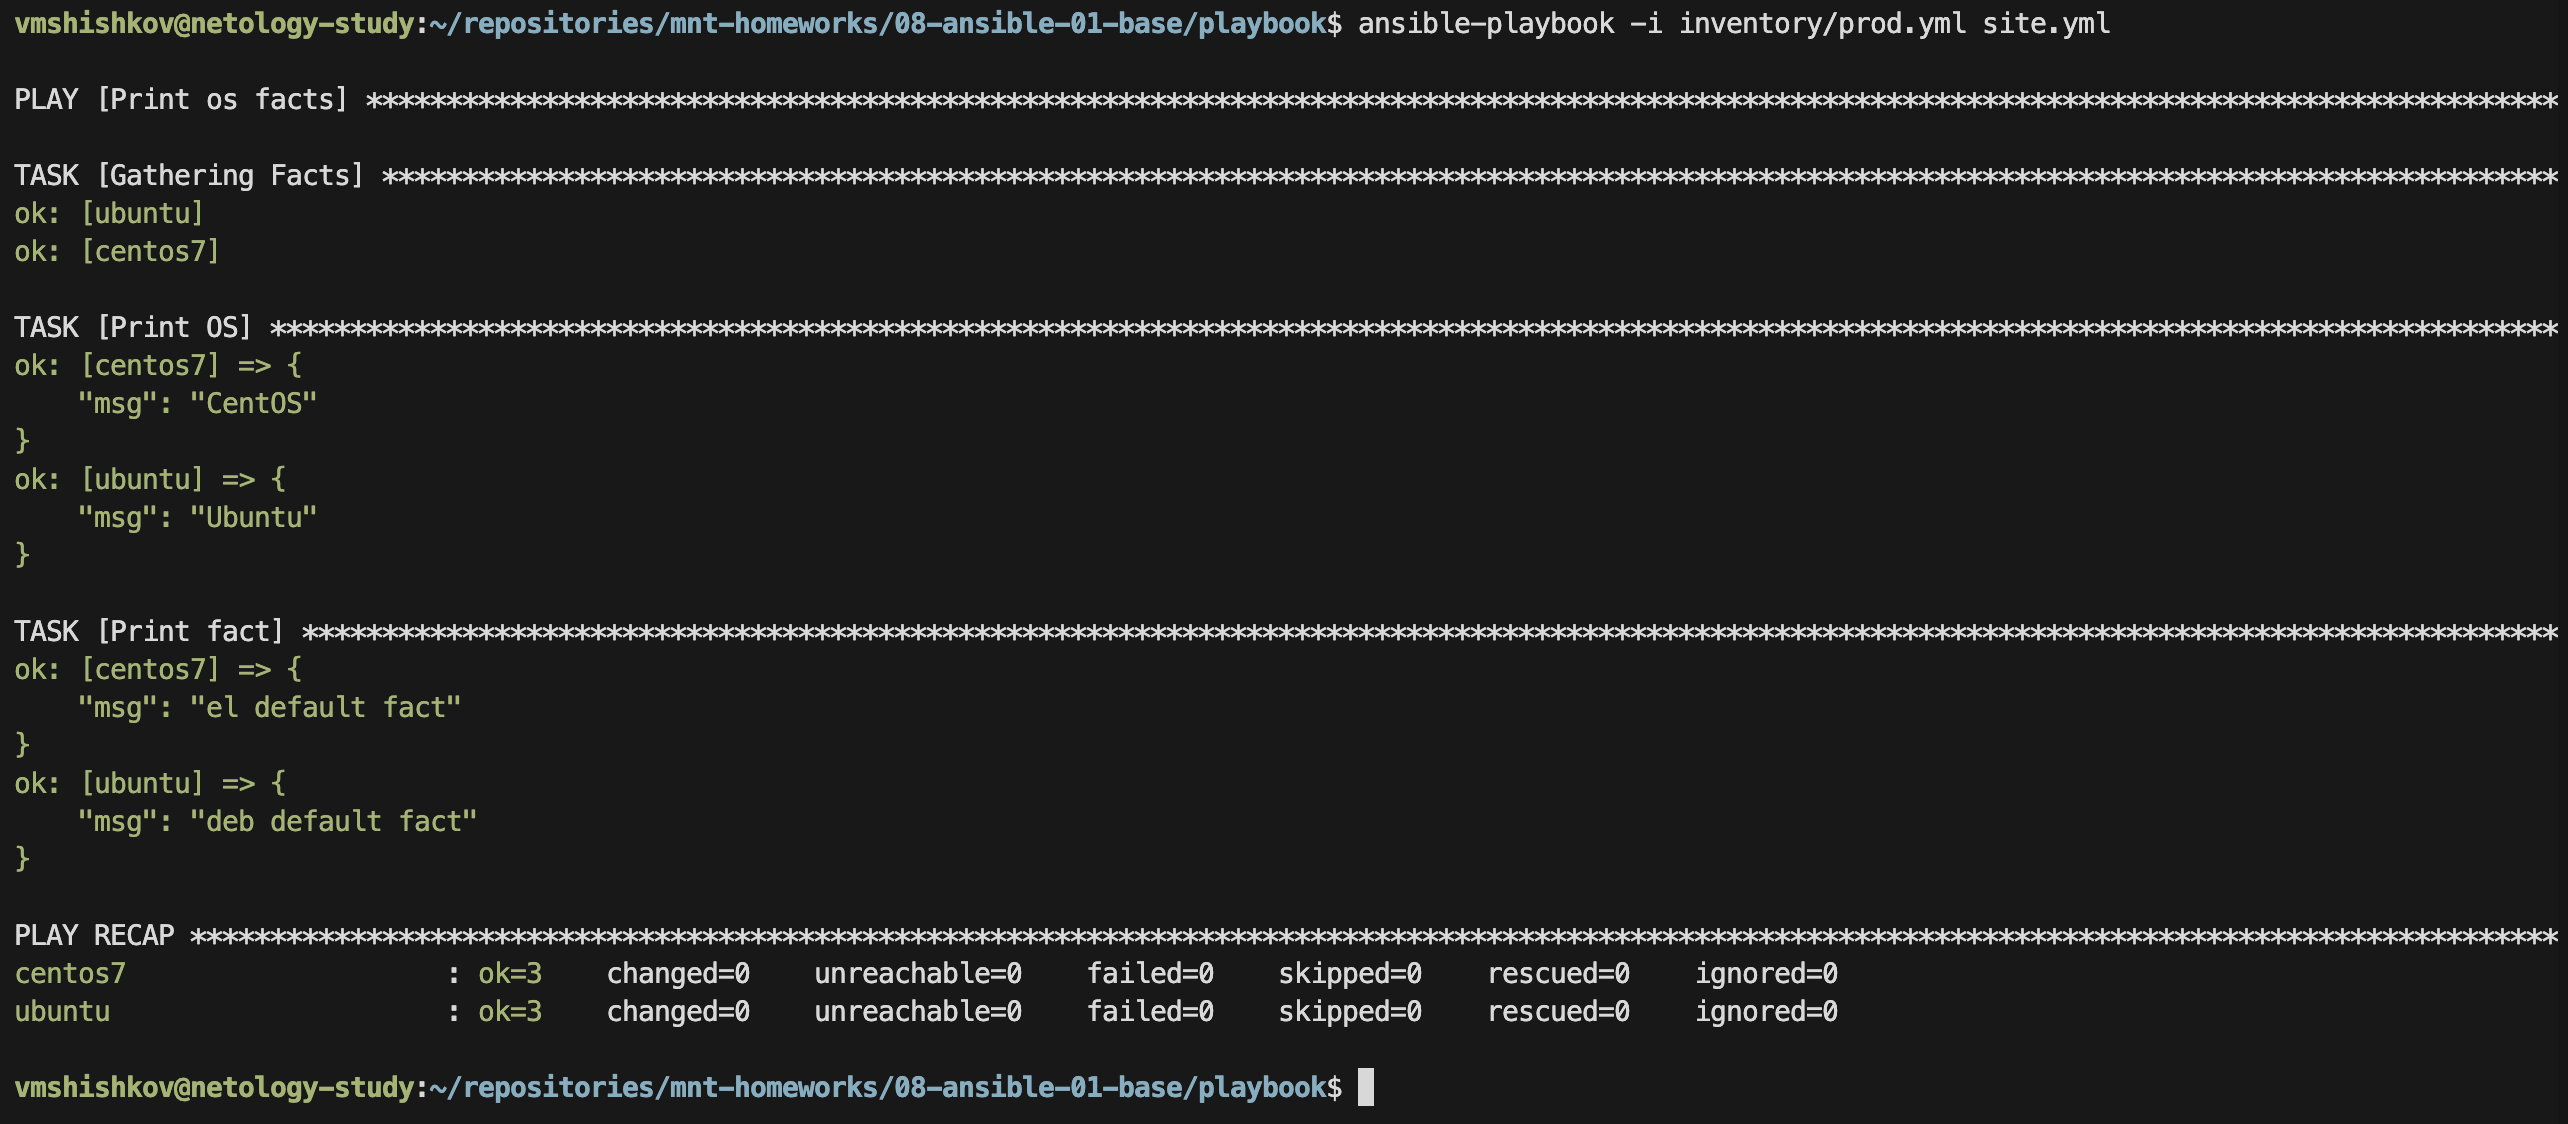 vmshishkov@netology-study:~/repositories/mnt-homeworks/08-ansible-01-base/playbook$ ansible-playbook -i inventory/prod.yml site.yml
PLAY [Print os facts] *****************************************************************************************************************************************
TASK [Gathering Facts] ****************************************************************************************************************************************
ok: [ubuntu]
ok: [centos7]
TASK [Print OS] ***********************************************************************************************************************************************
ok: [centos7] => {
    "msg": "CentOS"
}
ok: [ubuntu] => {
    "msg": "Ubuntu"
}
TASK [Print fact] *********************************************************************************************************************************************
ok: [centos7] => {
    "msg": "el default fact"
}
ok: [ubuntu] => {
    "msg": "deb default fact"
}
PLAY RECAP ****************************************************************************************************************************************************
centos7                    : ok=3    changed=0    unreachable=0    failed=0    skipped=0    rescued=0    ignored=0
ubuntu                     : ok=3    changed=0    unreachable=0    failed=0    skipped=0    rescued=0    ignored=0
vmshishkov@netology-study:~/repositories/mnt-homeworks/08-ansible-01-base/playbook$